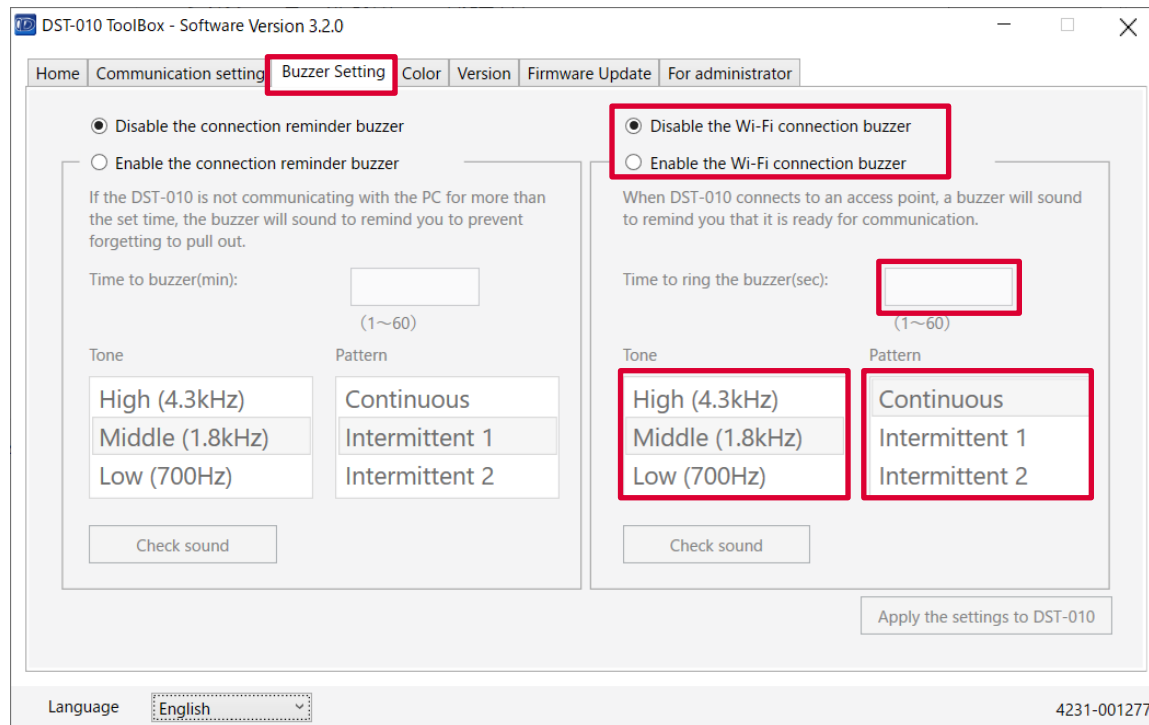 DST-010 ToolBox - Software Version 3.2.0
Home Communication setting Buzzer Setting Color Version Firmware Update For administrator
Disable the connection reminder buzzer
Enable the connection reminder buzzer
If the DST-010 is not communicating with the PC for more than
the set time, the buzzer will sound to remind you to prevent
forgetting to pull out.
Time to buzzer(min):
(1～60)
Tone Pattern
High (4.3kHz) Continuous
Middle (1.8kHz) Intermittent 1
Low (700Hz) Intermittent 2
Check sound
Disable the Wi-Fi connection buzzer
Enable the Wi-Fi connection buzzer
When DST-010 connects to an access point, a buzzer will sound
to remind you that it is ready for communication.
Time to ring the buzzer(sec):
(1～60)
Tone Pattern
High (4.3kHz) Continuous
Middle (1.8kHz) Intermittent 1
Low (700Hz) Intermittent 2
Check sound
Apply the settings to DST-010
Language English 4231-001277